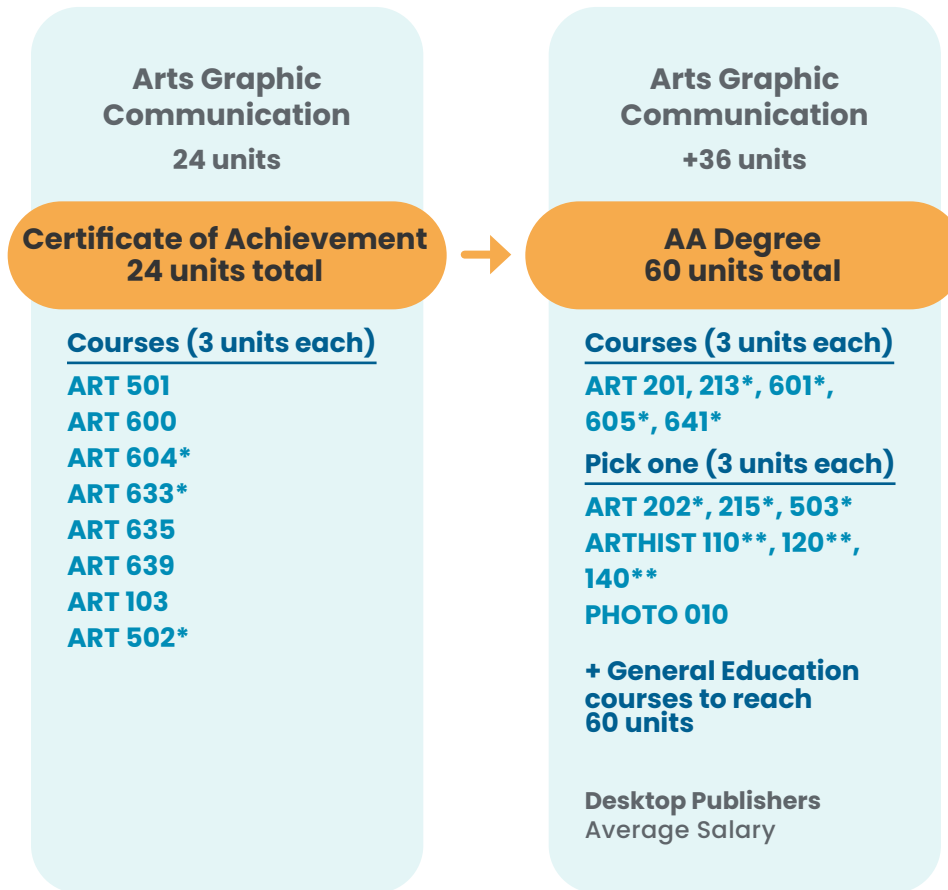 Arts Graphic
Communication
24 units
Certificate of Achievement
24 units total
Courses (3 units each)
ART 501
ART 600
ART 604*
ART 633*
ART 635
ART 639
ART 103
ART 502*
Arts Graphic
Communication
+36 units
AA Degree
60 units total
Courses (3 units each)
ART 201, 213*, 601*,
605*, 641*
Pick one (3 units each)
ART 202*, 215*, 503*
ARTHIST 110**, 120**,
140**
PHOTO 010
+ General Education
courses to reach
60 units
Desktop Publishers
Average Salary